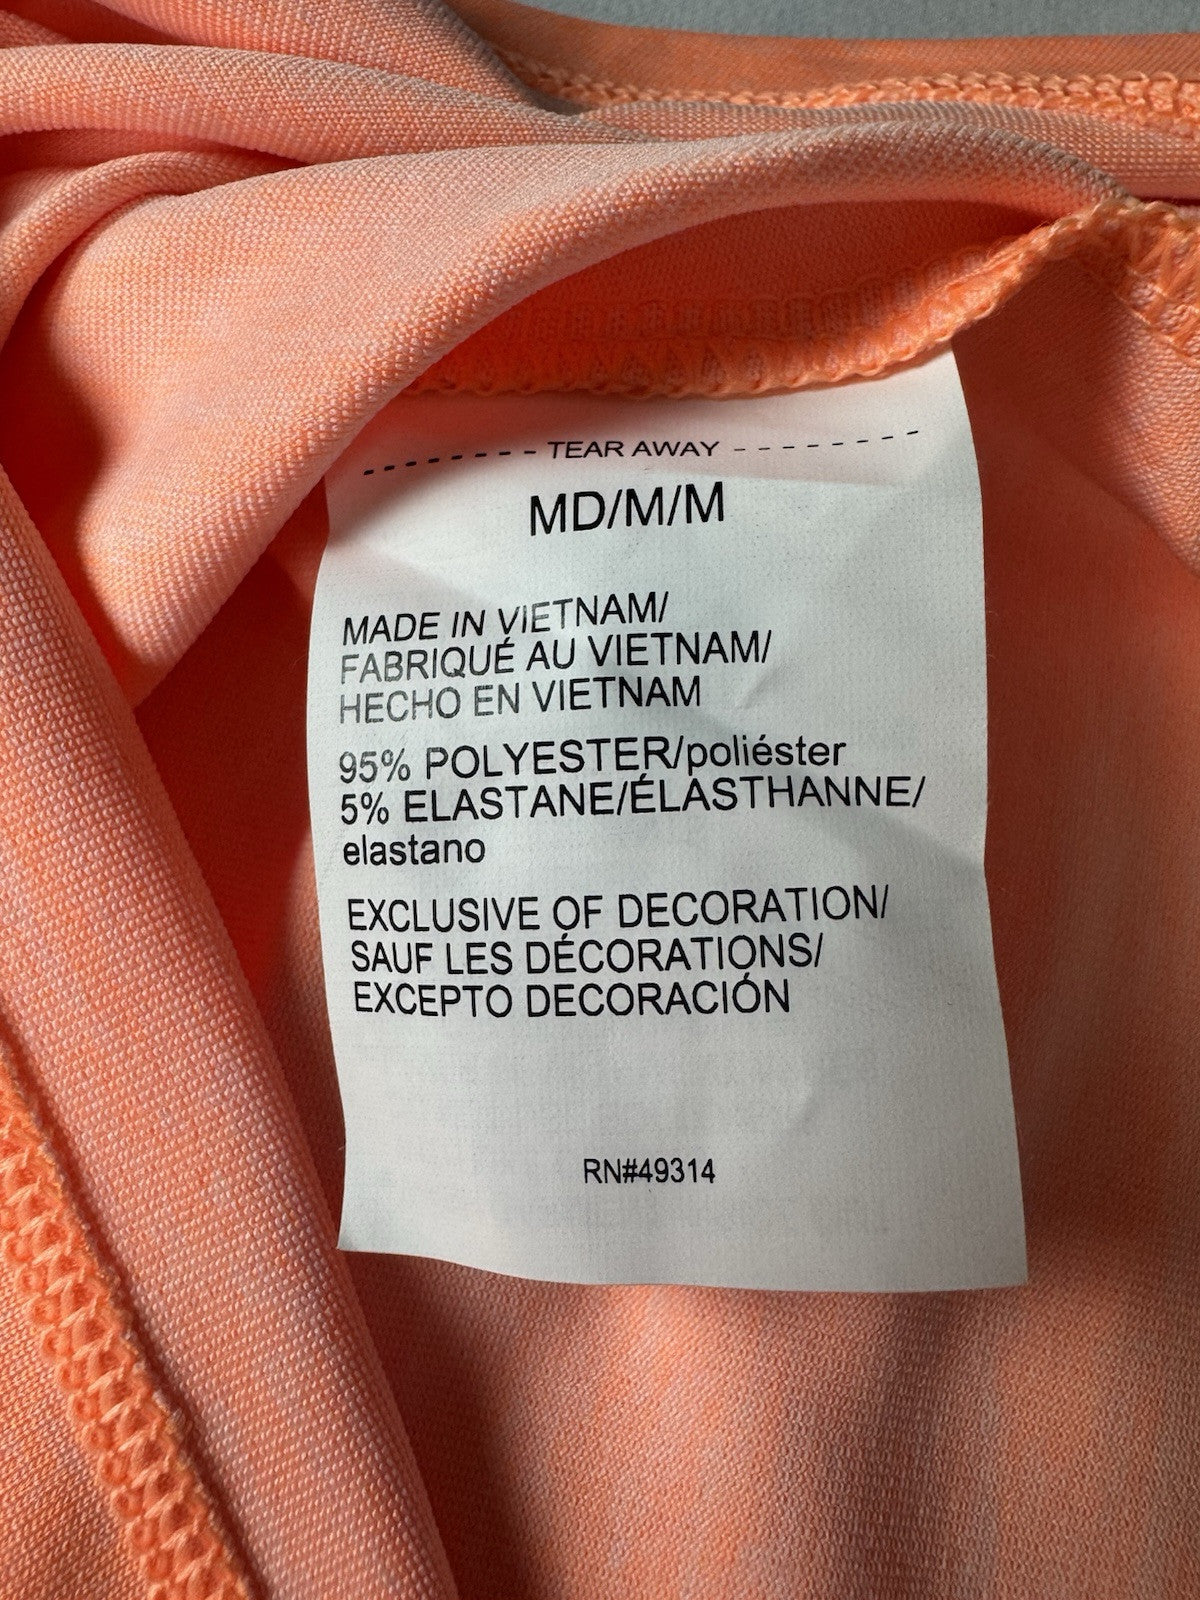 TEAR AWAY
MD/M/M
MADE IN VIETNAM/
FABRIQUÉ AU VIETNAM/
HECHO EN VIETNAM
95% POLYESTER/poliéster
5% ELASTANE/ÉLASTHANNE/
elastano
EXCLUSIVE OF DECORATION/
SAUF LES DÉCORATIONS/
EXCEPTO DECORACIÓN
RN#49314